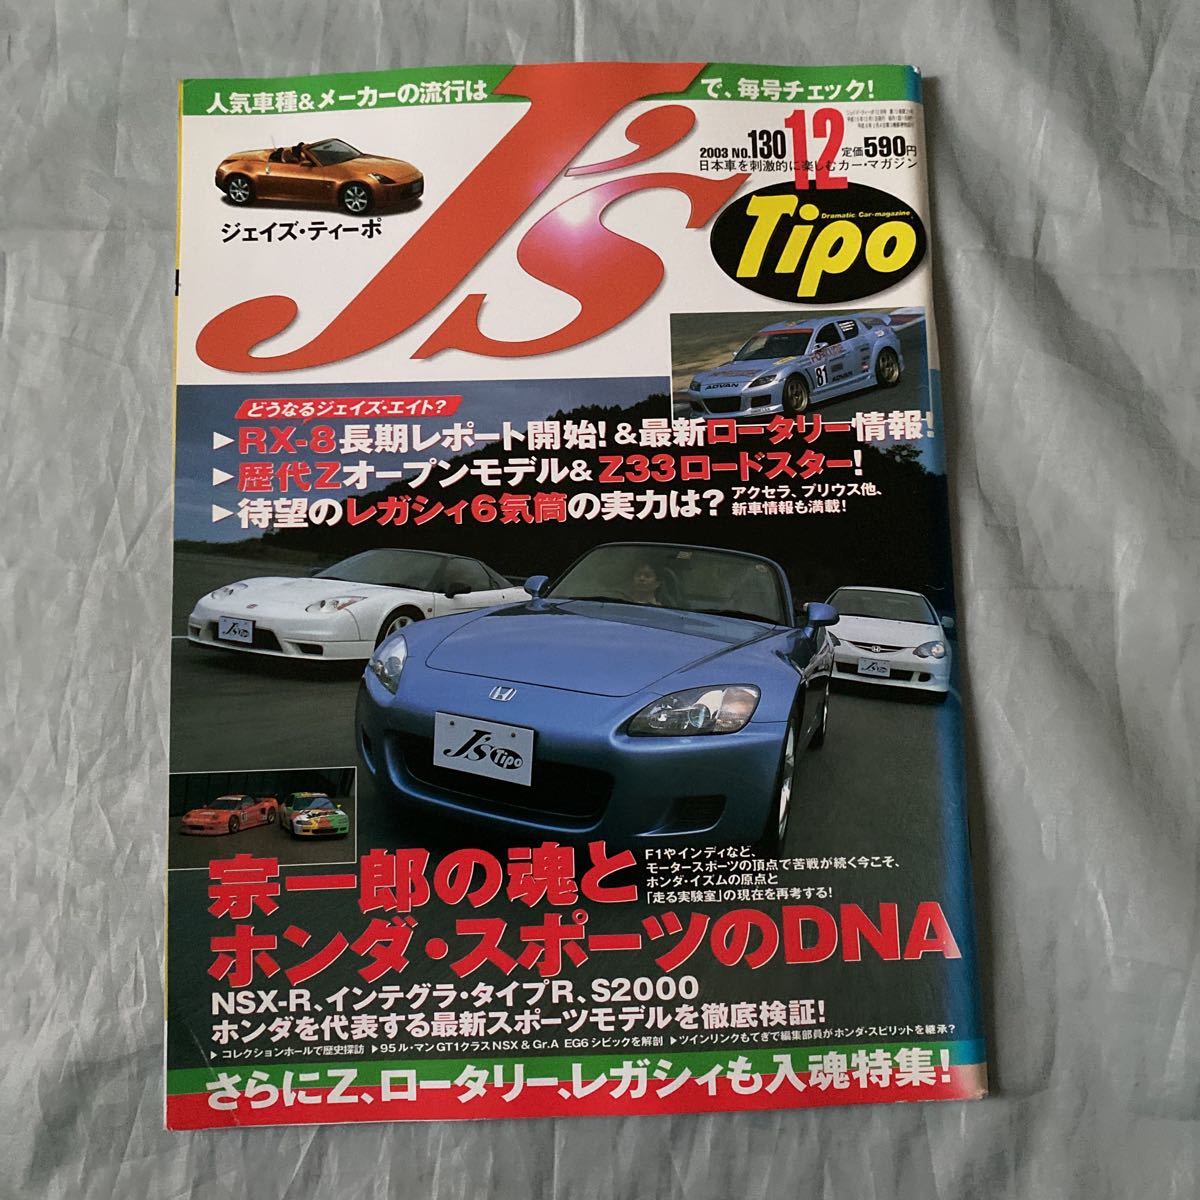 人気車種&メーカーの流行は
で、毎号チェック!
J's
ジェイズ・ティーポ
2003 NO.130
12
定価590円
日本車を刺激的に楽しむカー・マガジン
Dramatic Car-magazine
Tipo
ADVAN
81
どうなるジェイズ・エイト?
▶RX-8長期レポート開始!&最新ロータリー情報!
▶歴代Zオープンモデル&Z33ロードスター!
▶待望のレガシィ6気筒の実力は?
アクセラ、プリウス他、
新車情報も満載!
J's Tipo
J's Tipo
J's Tipo
宗一郎の魂と
ホンダ・スポーツのDNA
F1やインディなど、
モータースポーツの頂点で苦戦が続く今こそ、
ホンダ・イズムの原点と
「走る実験室」の現在を再考する!
NSX-R、インテグラ・タイプR、S2000
ホンダを代表する最新スポーツモデルを徹底検証!
▶コレクションホールで歴史探訪 ▶95ル・マンGT1クラスNSX & Gr.A EG6シビックを解剖 ▶ツインリンクもてぎで編集部員がホンダ・スピリットを継承?
さらにZ、ロータリー、レガシィも入魂特集!